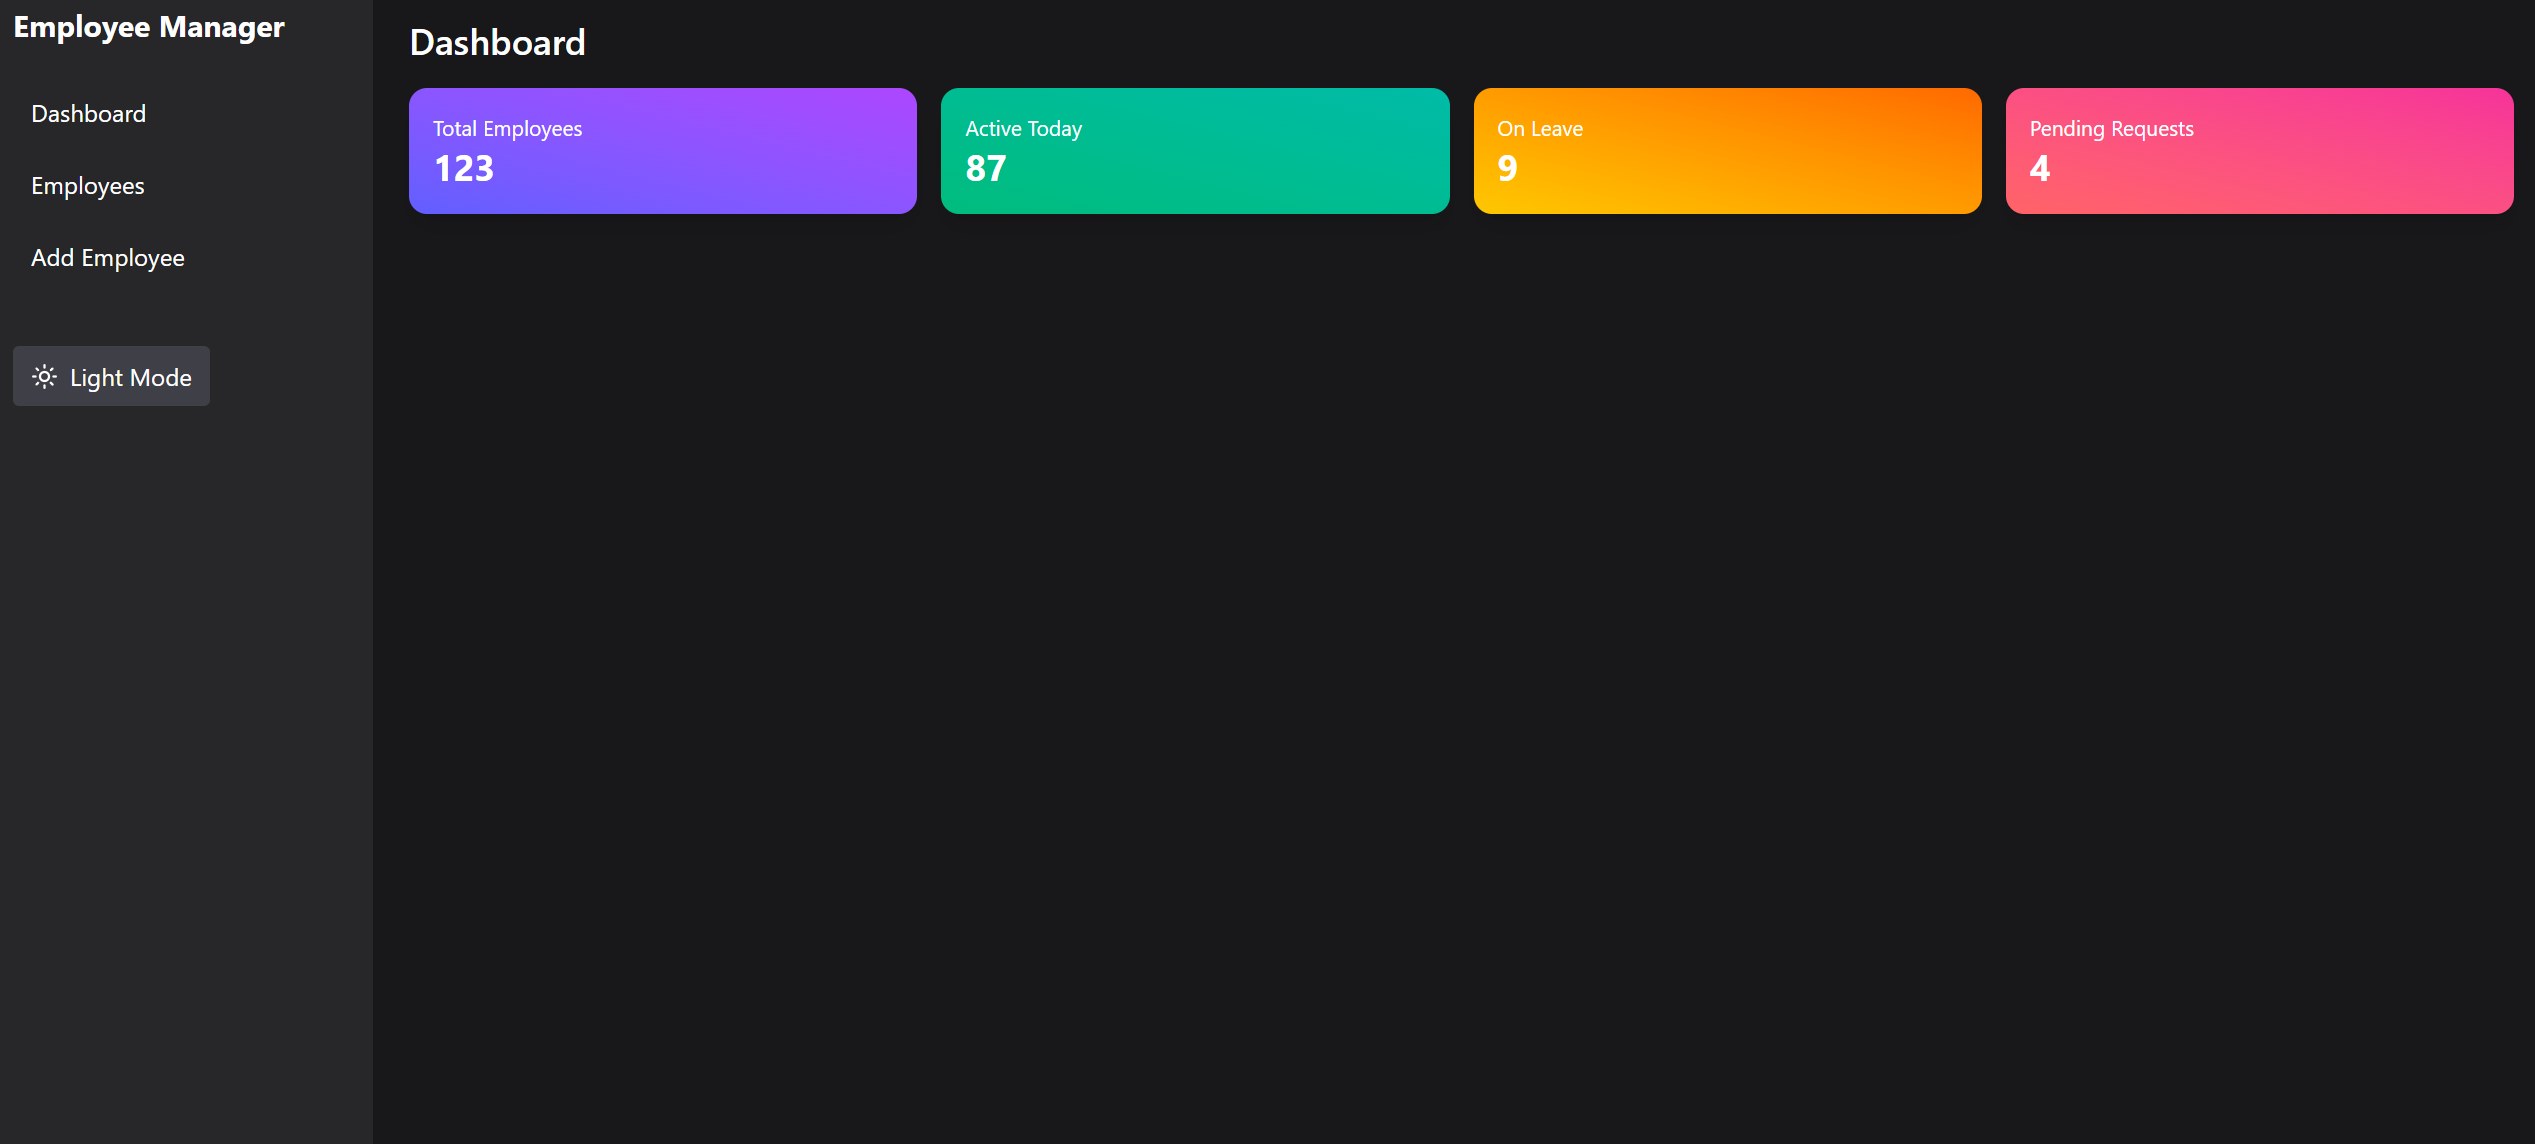 Employee Manager
Dashboard
Employees
Add Employee
Light Mode
Dashboard
Total Employees
123
Active Today
87
On Leave
9
Pending Requests
4